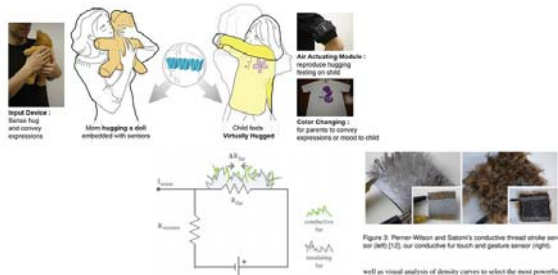 Input Device :
Sense hug
and convey
expressions
Mom hugging a doll
embedded with sensors
www
Child feels
Virtually Hugged
Air Actuating Module :
reproduce hugging
feeling on child
Color Changing :
for parents to convey
expressions or mood to child
ΔR
R
I
R
+
conductive
fur
insulating
fur
Figure 3: Perner-Wilson and Satomi's conductive thread stroke sen-
sor (left) [12], our conductive fur touch and gesture sensor (right).
well as visual analysis of density curves to select the most powerful